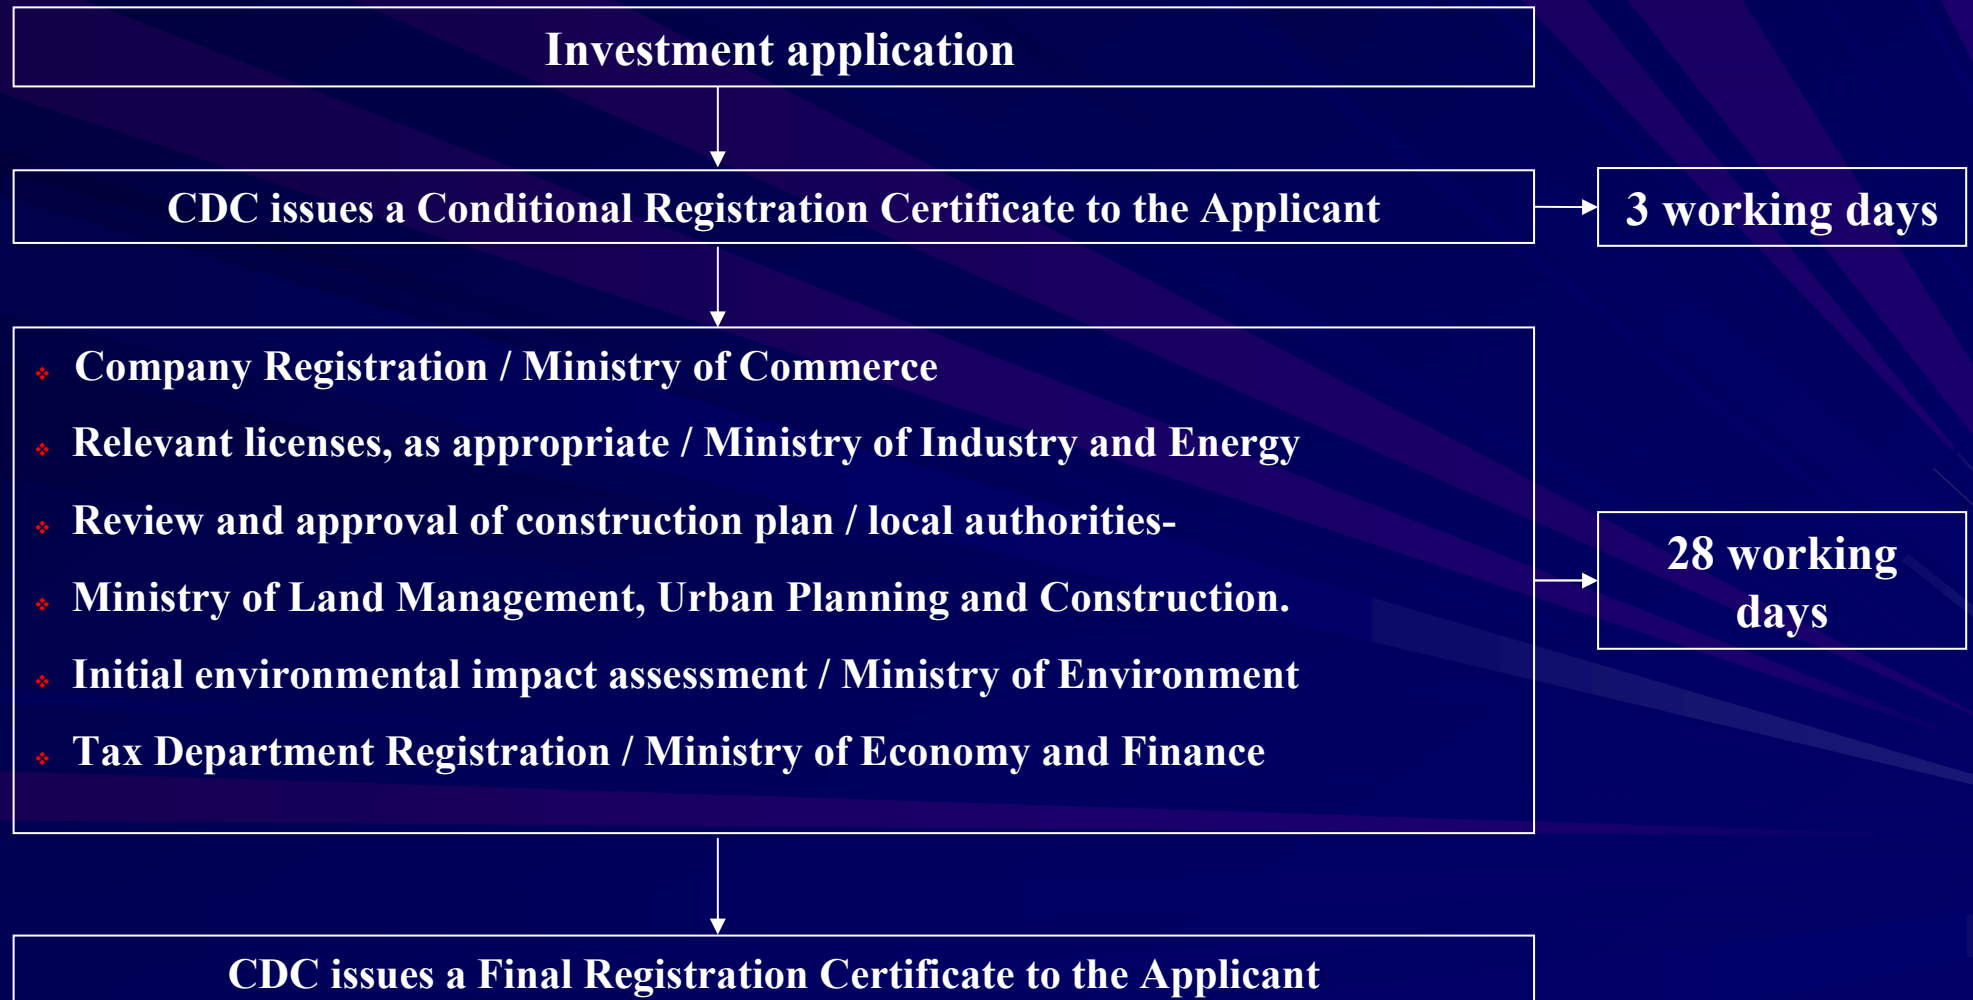 Investment application
CDC issues a Conditional Registration Certificate to the Applicant
3 working days
Company Registration / Ministry of Commerce
Relevant licenses, as appropriate / Ministry of Industry and Energy
Review and approval of construction plan / local authorities-
Ministry of Land Management, Urban Planning and Construction.
Initial environmental impact assessment / Ministry of Environment
Tax Department Registration / Ministry of Economy and Finance
28 working
days
CDC issues a Final Registration Certificate to the Applicant